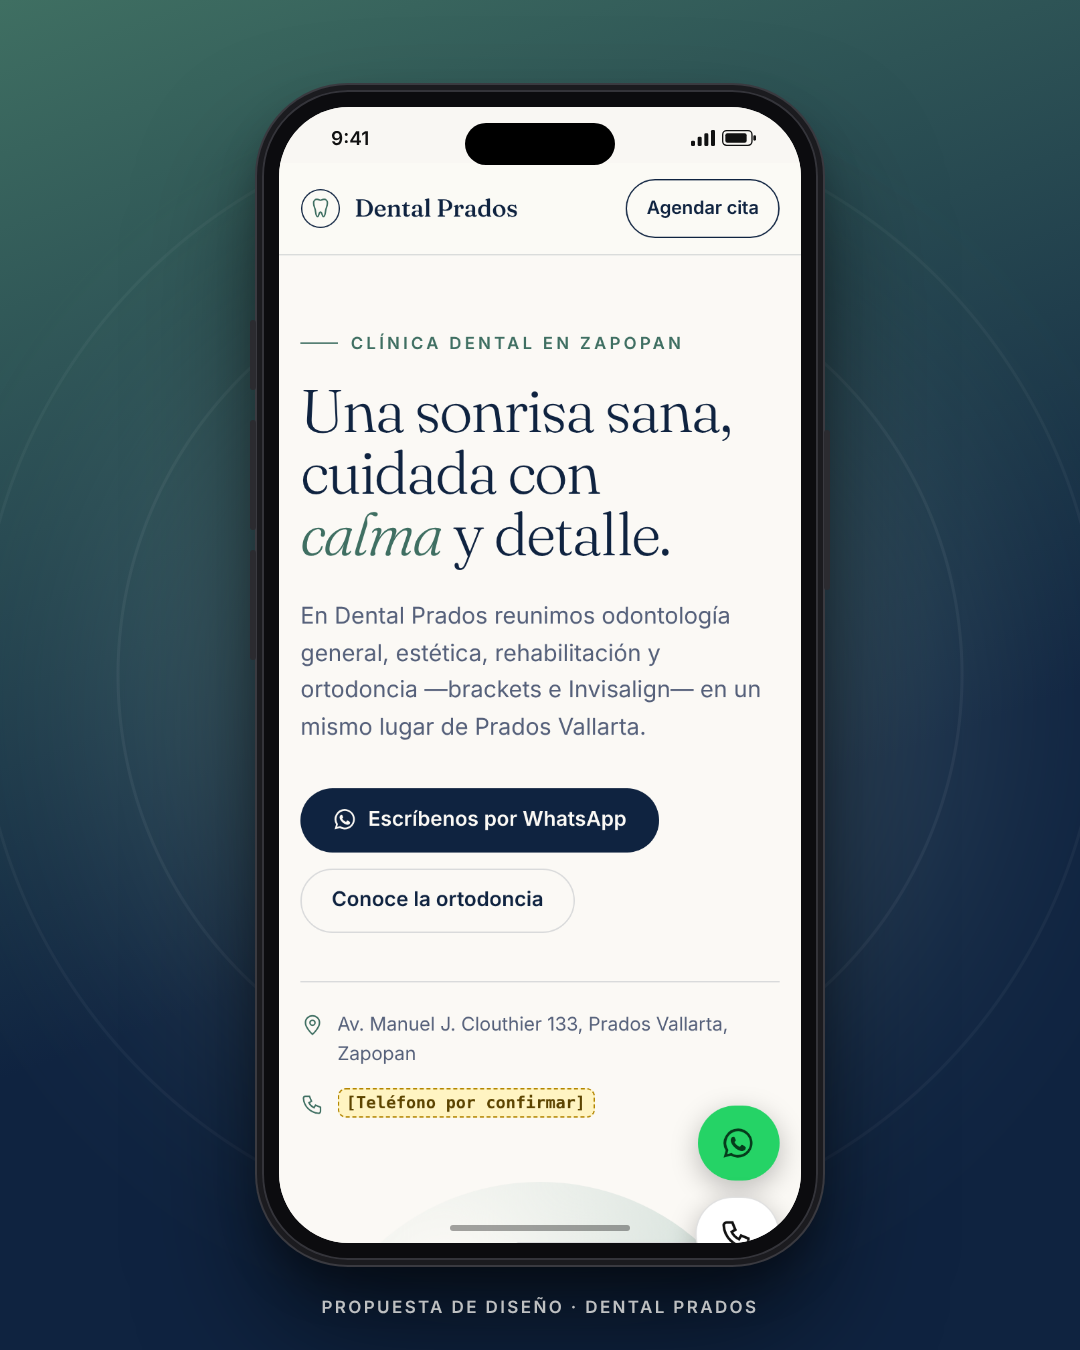 9:41
Dental Prados
Agendar cita
CLÍNICA DENTAL EN ZAPOPAN
Una sonrisa sana,
cuidada con
calma y detalle.
En Dental Prados reunimos odontología
general, estética, rehabilitación y
ortodoncia —brackets e Invisalign— en un
mismo lugar de Prados Vallarta.
Escríbenos por WhatsApp
Conoce la ortodoncia
Av. Manuel J. Clouthier 133, Prados Vallarta,
Zapopan
[Teléfono por confirmar]
PROPUESTA DE DISEÑO · DENTAL PRADOS